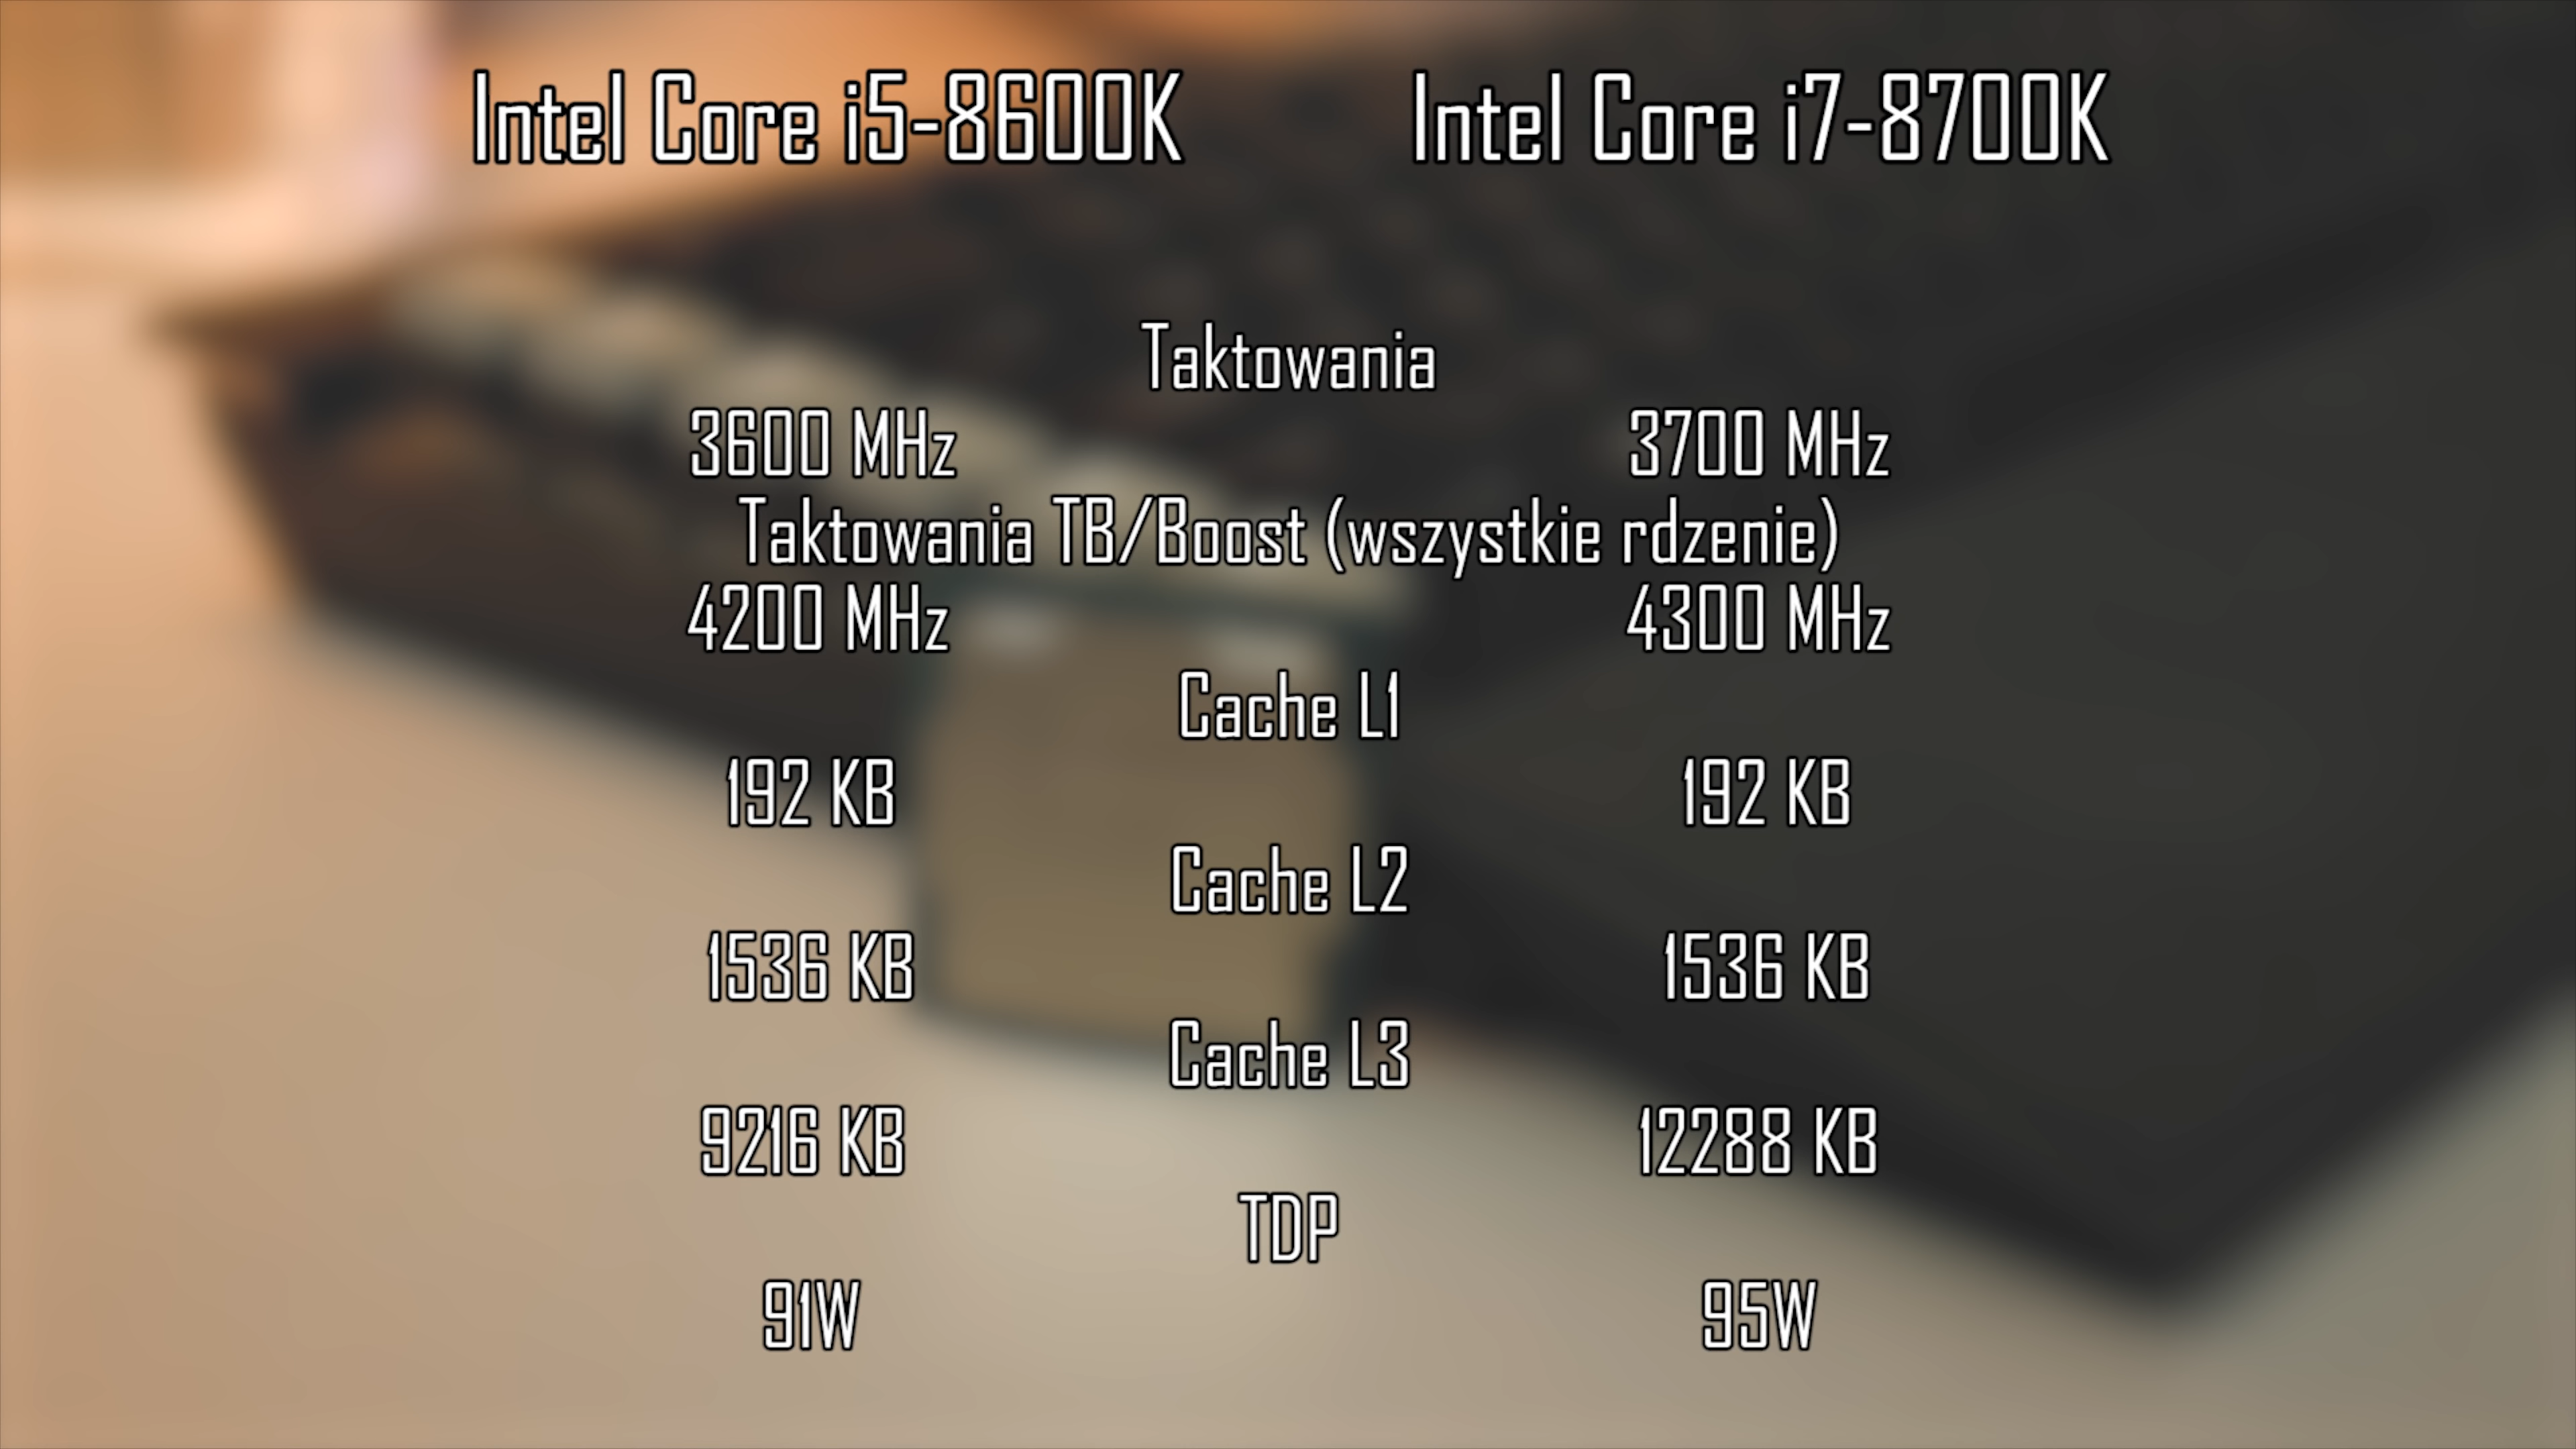 Intel Core i5-8600K Intel Core i7-8700K
Taktowania
3600 MHz 3700 MHz
Taktowania TB/Boost (wszystkie rdzenie)
4200 MHz 4300 MHz
Cache L1
192 KB 192 KB
Cache L2
1536 KB 1536 KB
Cache L3
9216 KB 12288 KB
TDP
91W 95W